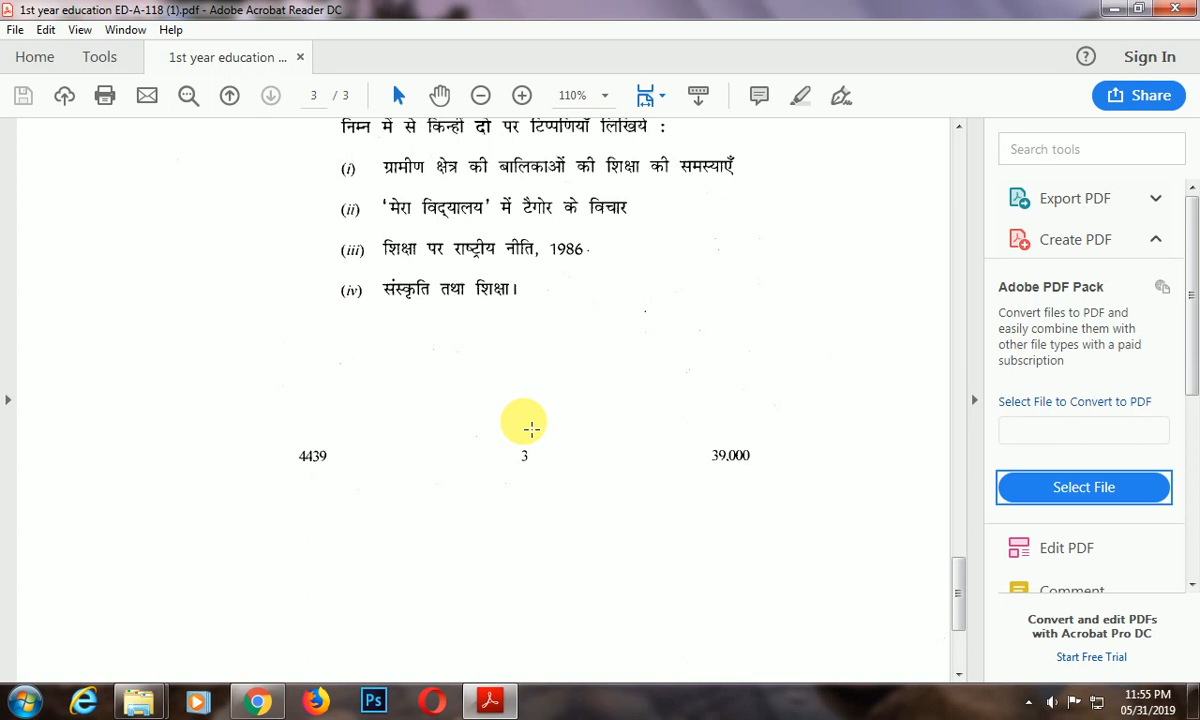 1st year education ED-A-118 (1).pdf - Adobe Acrobat Reader DC
File Edit View Window Help
Home Tools 1st year education ... × Sign In
3 / 3 110% Share
निम्न में से किन्हीं दो पर टिप्पणियाँ लिखिये :
(i) ग्रामीण क्षेत्र की बालिकाओं की शिक्षा की समस्याएँ
(ii) ‘मेरा विद्यालय’ में टैगोर के विचार
(iii) शिक्षा पर राष्ट्रीय नीति, 1986
(iv) संस्कृति तथा शिक्षा।
4439 3 39,000
Search tools
Export PDF
Create PDF
Adobe PDF Pack
Convert files to PDF and
easily combine them with
other file types with a paid
subscription
Select File to Convert to PDF
Select File
Edit PDF
Comment
Convert and edit PDFs
with Acrobat Pro DC
Start Free Trial
Ps
11:55 PM
05/31/2019